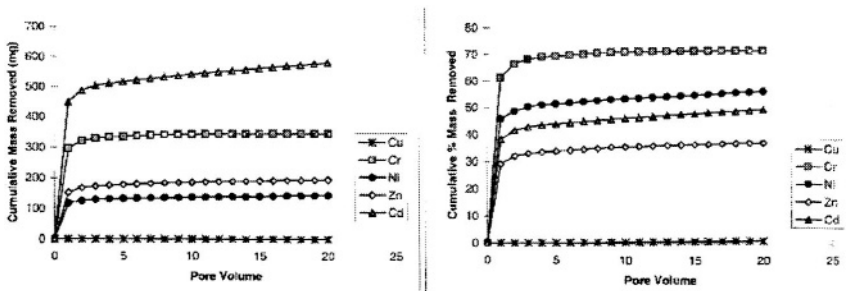 Cumulative Mass Removed (mg)
700
600
500
400
300
200
100
0
0
5
10
15
20
25
Pore Volume
Cu
Cr
Ni
Zn
Cd
Cumulative % Mass Removed
80
70
60
50
40
30
20
10
0
0
5
10
15
20
25
Pore Volume
Cu
Cr
Ni
Zn
Cd